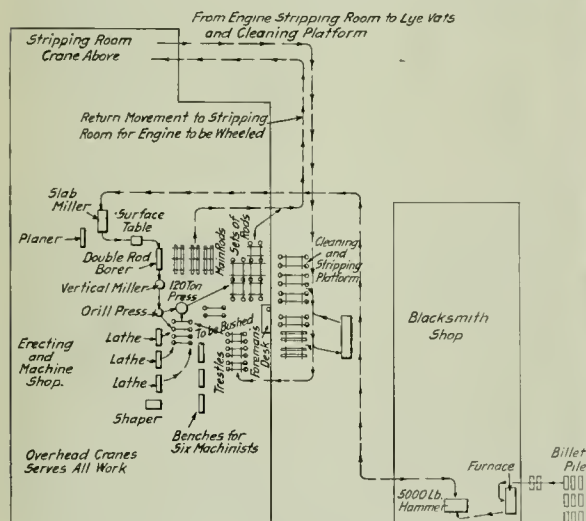 From Engine Stripping Room to Lye Vats
and Cleaning Platform
Stripping Room
Crane Above
Return Movement to Stripping
Room for Engine to be Wheeled
Slab
Miller
Surface
Table
Planer
Double Rod
Borer
Main Rods
Sets of
Rods
Cleaning
and
Stripping
Platform
Vertical Miller
120 Ton
Press
Drill Press
To be Bushed
Foremans
Desk
Blacksmith
Shop
Erecting
and
Machine
Shop.
Lathe
Lathe
Lathe
Trestles
Shaper
Benches for
Six Machinists
Overhead Cranes
Serves All Work
Furnace
Billet
Pile
5000 Lb.
Hammer